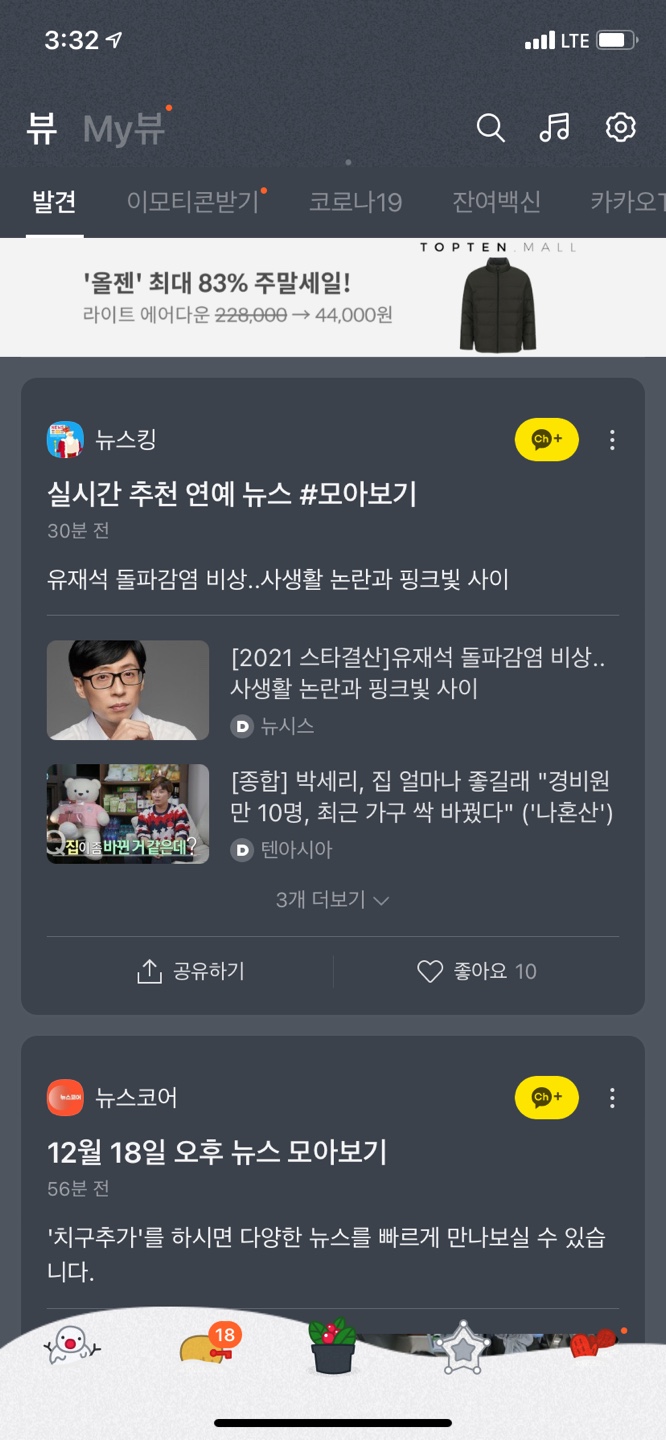 3:32
LTE
뷰 My뷰
발견 이모티콘받기 코로나19 잔여백신 카카오T
TOPTEN.MALL
'올젠' 최대 83% 주말세일!
라이트 에어다운 228,000 → 44,000원
뉴스킹
Ch+
실시간 추천 연예 뉴스 #모아보기
30분 전
유재석 돌파감염 비상..사생활 논란과 핑크빛 사이
[2021 스타결산]유재석 돌파감염 비상..
사생활 논란과 핑크빛 사이
D 뉴시스
[종합] 박세리, 집 얼마나 좋길래 "경비원
만 10명, 최근 가구 싹 바꿨다" ('나혼산')
집이 좀 바뀐 거 같은데?
D 텐아시아
3개 더보기
공유하기
좋아요 10
뉴스코어
뉴스코어
Ch+
12월 18일 오후 뉴스 모아보기
56분 전
'치구추가'를 하시면 다양한 뉴스를 빠르게 만나보실 수 있습
니다.
18